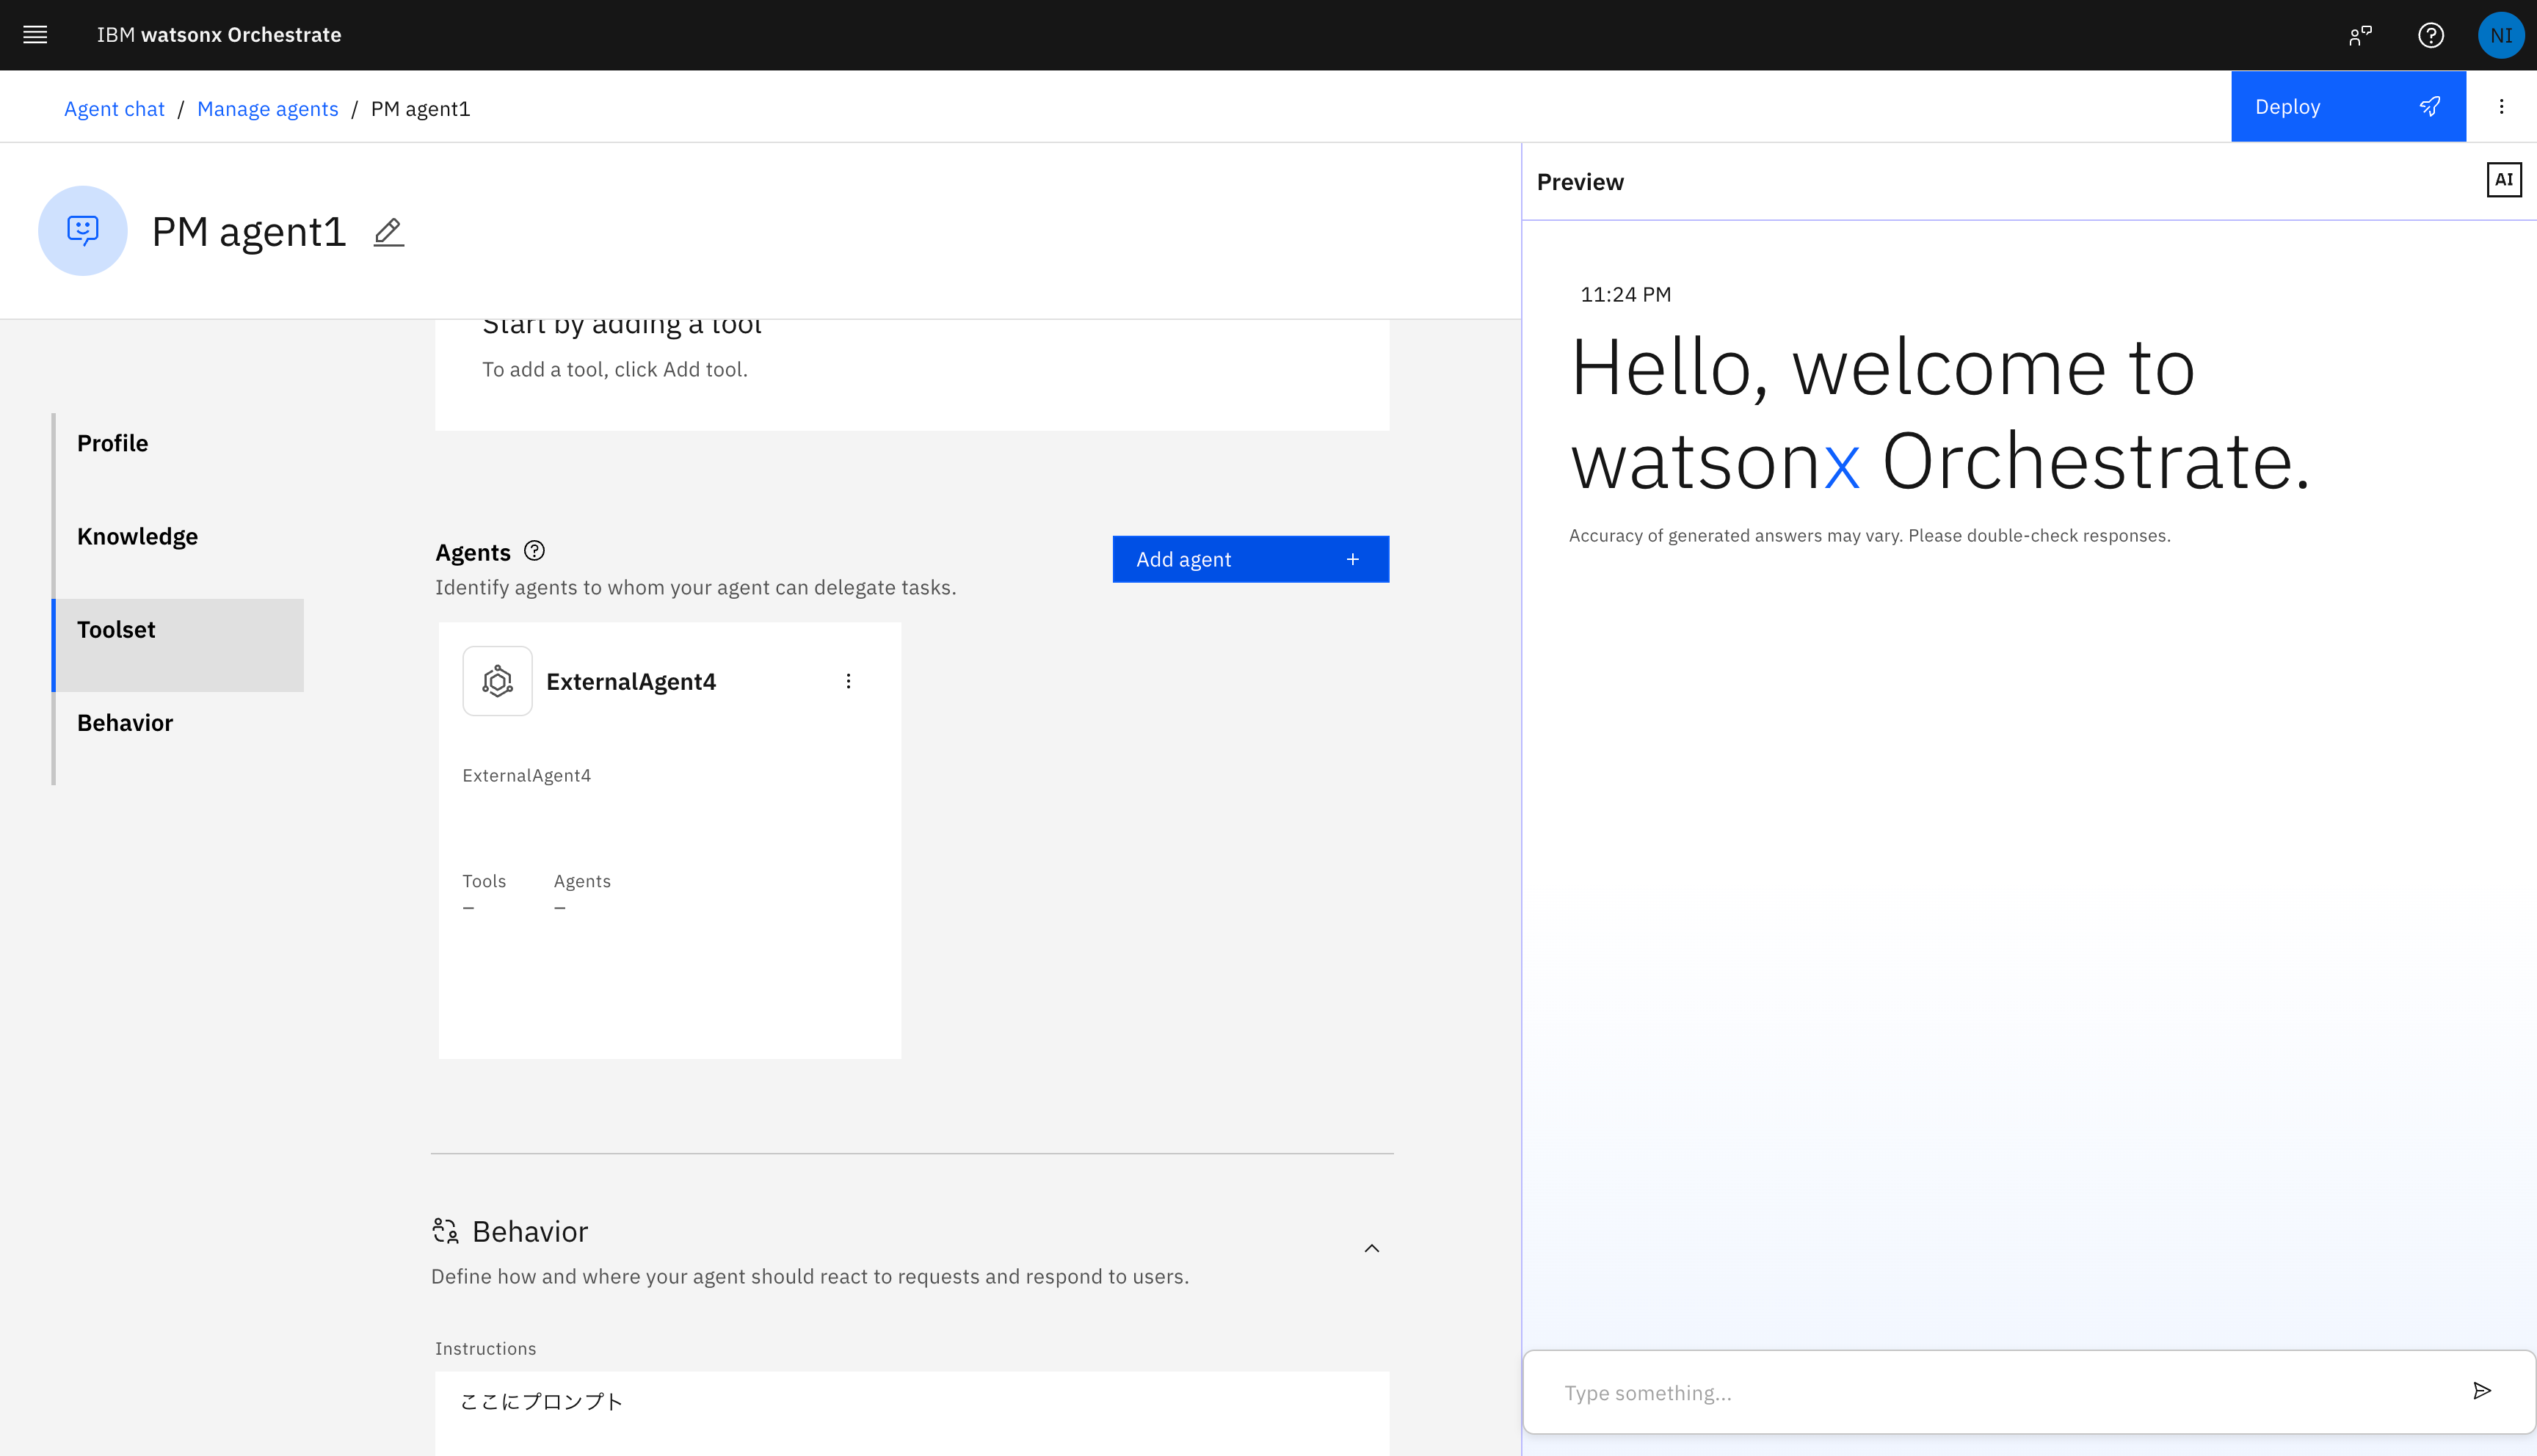 IBM watsonx Orchestrate
NI
Agent chat / Manage agents / PM agent1
Deploy
PM agent1
Preview
AI
Start by adding a tool
To add a tool, click Add tool.
Profile
Knowledge
Toolset
Behavior
Agents
Add agent +
Identify agents to whom your agent can delegate tasks.
ExternalAgent4
ExternalAgent4
Tools Agents
– –
Behavior
Define how and where your agent should react to requests and respond to users.
Instructions
ここにプロンプト
11:24 PM
Hello, welcome to
watsonx Orchestrate.
Accuracy of generated answers may vary. Please double-check responses.
Type something...